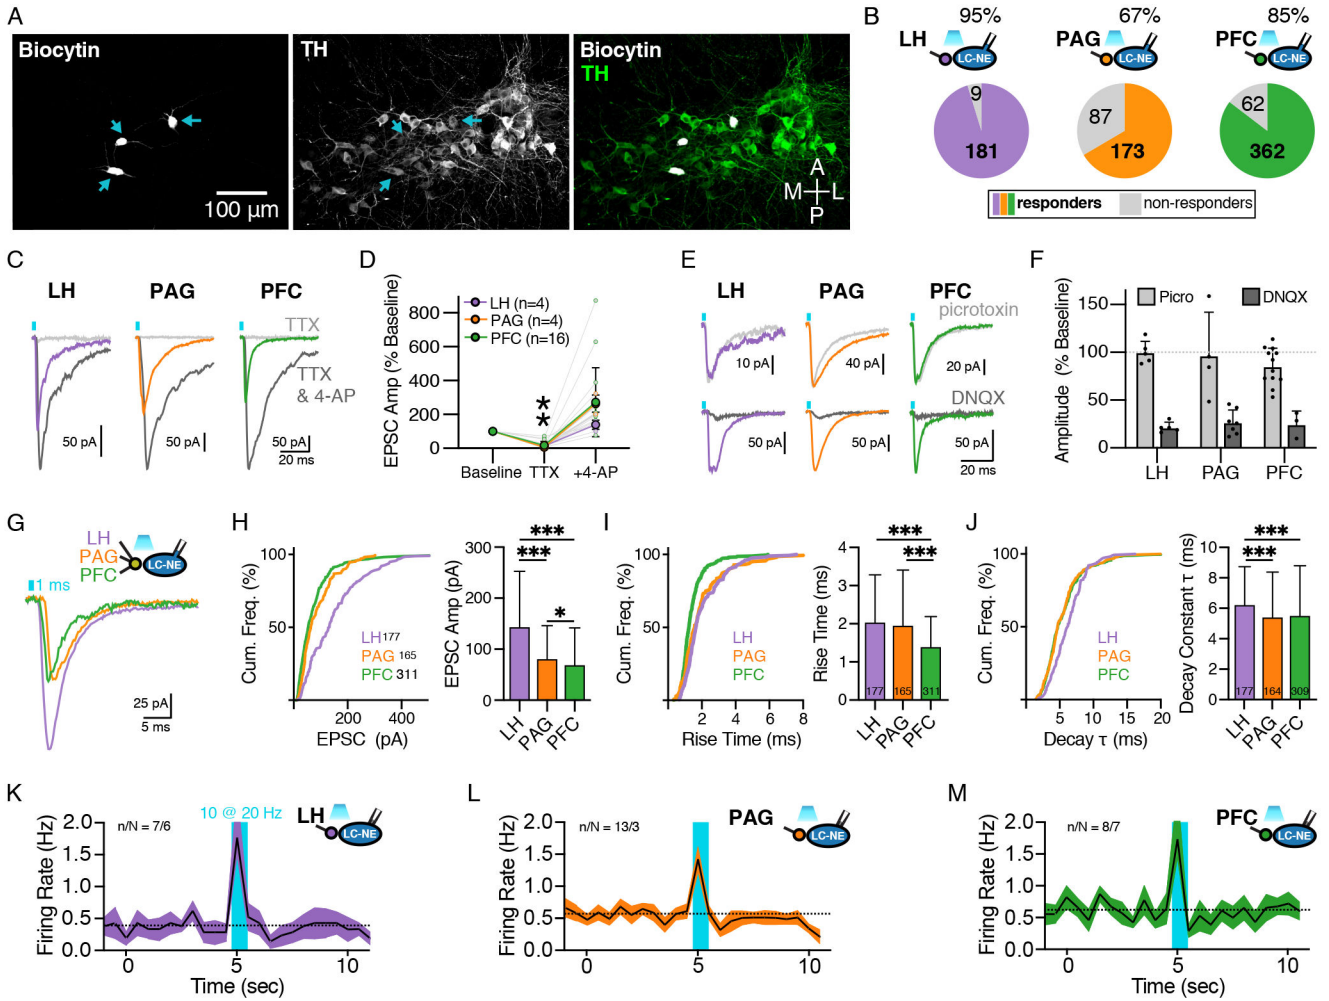 A
Biocytin
100 µm
TH
Biocytin
TH
A
M L
P
B
95%
LH
LC-NE
9
181
67%
PAG
LC-NE
87
173
85%
PFC
LC-NE
62
362
responders
non-responders
C
LH
PAG
PFC
TTX
TTX
& 4-AP
50 pA
50 pA
50 pA
20 ms
D
EPSC Amp (% Baseline)
800
600
400
200
0
LH (n=4)
PAG (n=4)
PFC (n=16)
*
*
Baseline
TTX
+4-AP
E
LH
PAG
PFC
picrotoxin
10 pA
40 pA
20 pA
DNQX
50 pA
50 pA
50 pA
20 ms
F
Amplitude (% Baseline)
150
100
50
0
Picro
DNQX
LH
PAG
PFC
G
LH
PAG
PFC
LC-NE
1 ms
25 pA
5 ms
H
Cum. Freq. (%)
100
50
LH177
PAG 165
PFC 311
200
400
EPSC (pA)
EPSC Amp (pA)
300
200
100
0
***
***
*
LH
PAG
PFC
I
Cum. Freq. (%)
100
50
LH
PAG
PFC
2
4
6
8
Rise Time (ms)
Rise Time (ms)
4
3
2
1
0
***
***
177
165
311
LH
PAG
PFC
J
Cum. Freq. (%)
100
50
LH
PAG
PFC
5
10
15
20
Decay τ (ms)
Decay Constant τ (ms)
10
8
6
4
2
0
***
***
177
164
309
LH
PAG
PFC
K
n/N = 7/6
10 @ 20 Hz
LH
LC-NE
Firing Rate (Hz)
2.0
1.5
1.0
0.5
0.0
0
5
10
Time (sec)
L
n/N = 13/3
PAG
LC-NE
Firing Rate (Hz)
2.0
1.5
1.0
0.5
0.0
0
5
10
Time (sec)
M
n/N = 8/7
PFC
LC-NE
Firing Rate (Hz)
2.0
1.5
1.0
0.5
0.0
0
5
10
Time (sec)